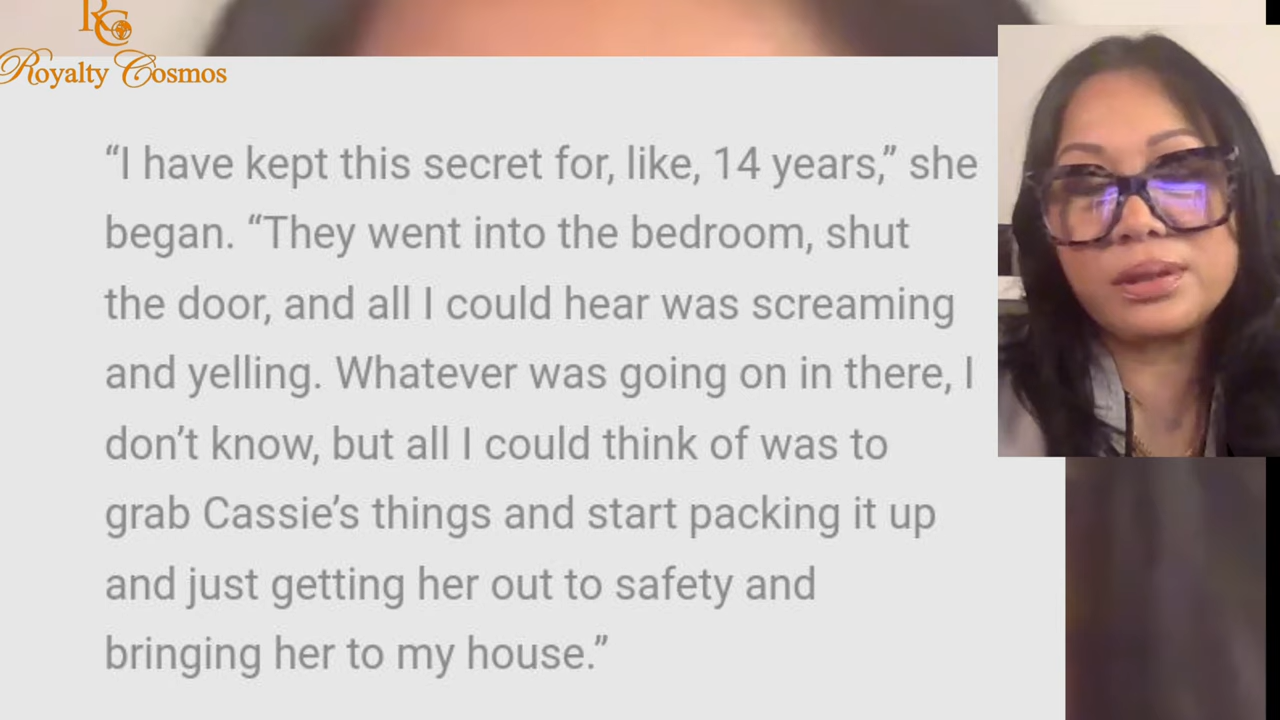 RC
Royalty Cosmos
“I have kept this secret for, like, 14 years,” she
began. “They went into the bedroom, shut
the door, and all I could hear was screaming
and yelling. Whatever was going on in there, I
don’t know, but all I could think of was to
grab Cassie’s things and start packing it up
and just getting her out to safety and
bringing her to my house.”